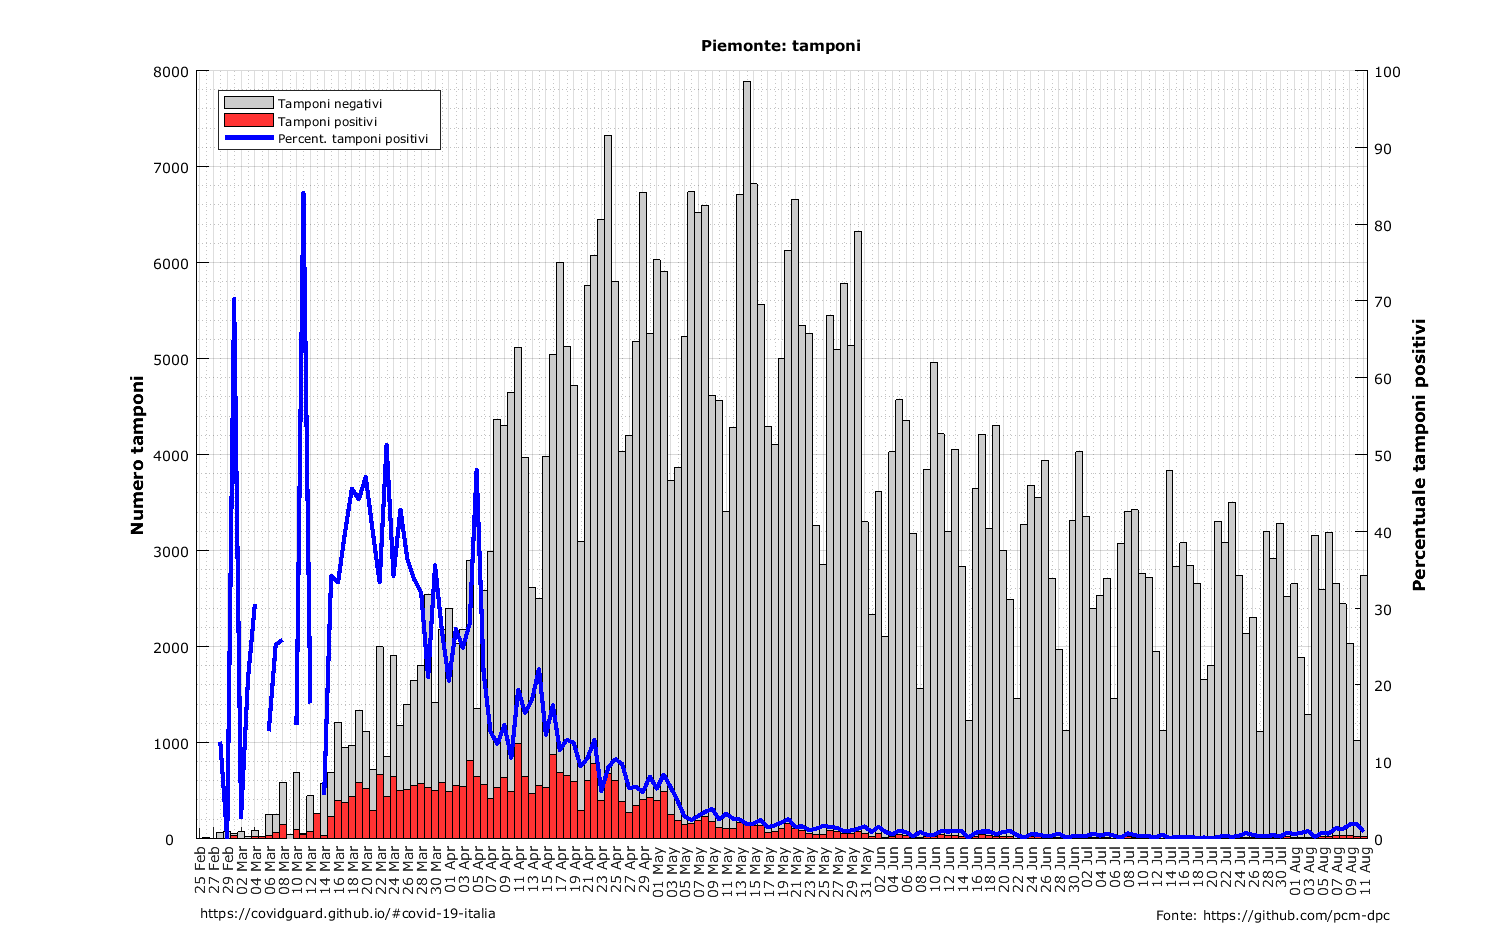 Piemonte: tamponi
Tamponi negativi
Tamponi positivi
Percent. tamponi positivi
Numero tamponi
8000
7000
6000
5000
4000
3000
2000
1000
0
Percentuale tamponi positivi
100
90
80
70
60
50
40
30
20
10
0
25 Feb
27 Feb
29 Feb
02 Mar
04 Mar
06 Mar
08 Mar
10 Mar
12 Mar
14 Mar
16 Mar
18 Mar
20 Mar
22 Mar
24 Mar
26 Mar
28 Mar
30 Mar
01 Apr
03 Apr
05 Apr
07 Apr
09 Apr
11 Apr
13 Apr
15 Apr
17 Apr
19 Apr
21 Apr
23 Apr
25 Apr
27 Apr
29 Apr
01 May
03 May
05 May
07 May
09 May
11 May
13 May
15 May
17 May
19 May
21 May
23 May
25 May
27 May
29 May
31 May
02 Jun
04 Jun
06 Jun
08 Jun
10 Jun
12 Jun
14 Jun
16 Jun
18 Jun
20 Jun
22 Jun
24 Jun
26 Jun
28 Jun
30 Jun
02 Jul
04 Jul
06 Jul
08 Jul
10 Jul
12 Jul
14 Jul
16 Jul
18 Jul
20 Jul
22 Jul
24 Jul
26 Jul
28 Jul
30 Jul
01 Aug
03 Aug
05 Aug
07 Aug
09 Aug
11 Aug
https://covidguard.github.io/#covid-19-italia
Fonte: https://github.com/pcm-dpc